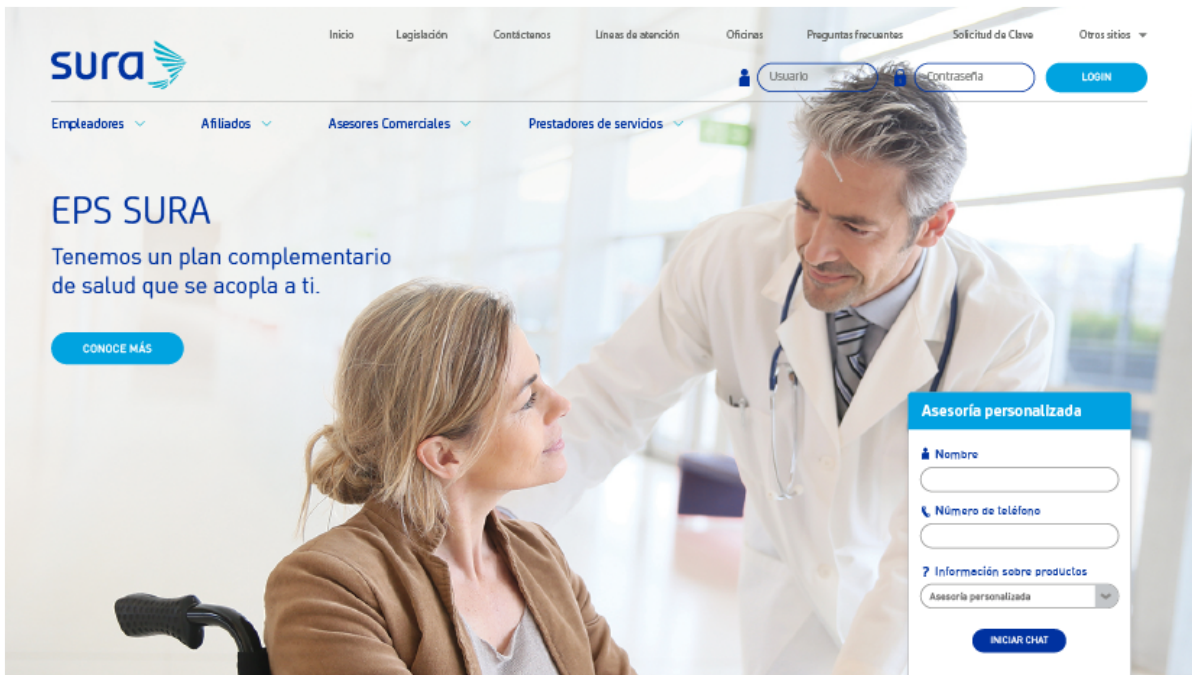 Inicio Legislación Contáctenos Líneas de atención Oficinas Preguntas frecuentes Solicitud de Clave Otros sitios
sura
Usuario Contraseña LOGIN
Empleadores Afiliados Asesores Comerciales Prestadores de servicios
EPS SURA
Tenemos un plan complementario
de salud que se acopla a ti.
CONOCE MÁS
Asesoría personalizada
Nombre
Número de teléfono
? Información sobre productos
Asesoría personalizada
INICIAR CHAT